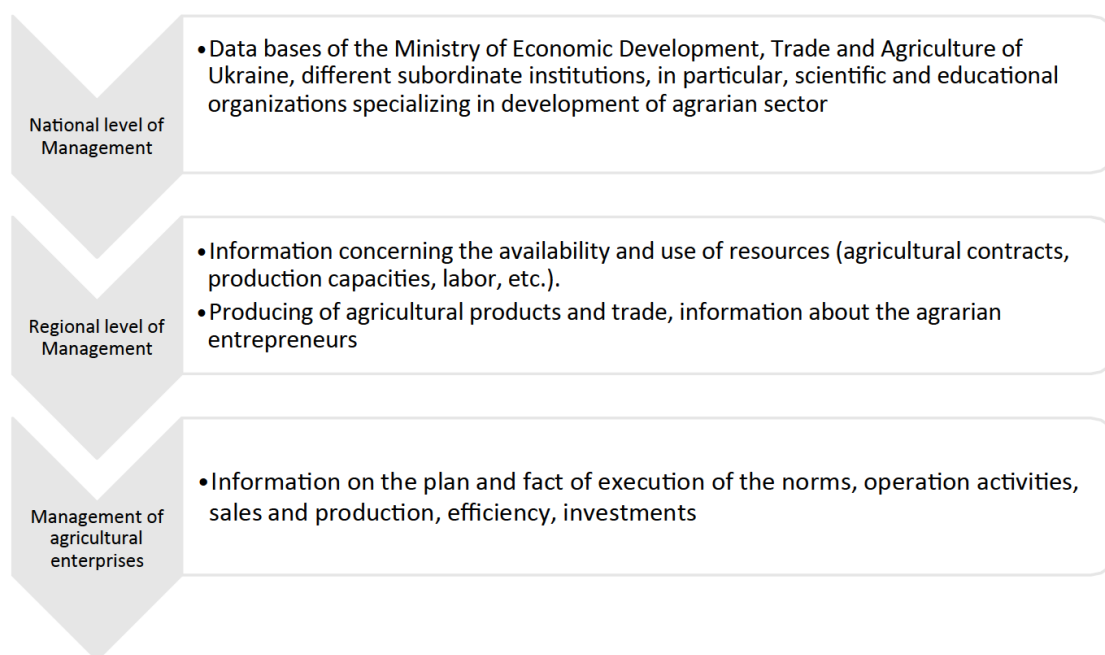 National level of
Management
•Data bases of the Ministry of Economic Development, Trade and Agriculture of
Ukraine, different subordinate institutions, in particular, scientific and educational
organizations specializing in development of agrarian sector
Regional level of
Management
•Information concerning the availability and use of resources (agricultural contracts,
production capacities, labor, etc.).
•Producing of agricultural products and trade, information about the agrarian
entrepreneurs
Management of
agricultural
enterprises
•Information on the plan and fact of execution of the norms, operation activities,
sales and production, efficiency, investments